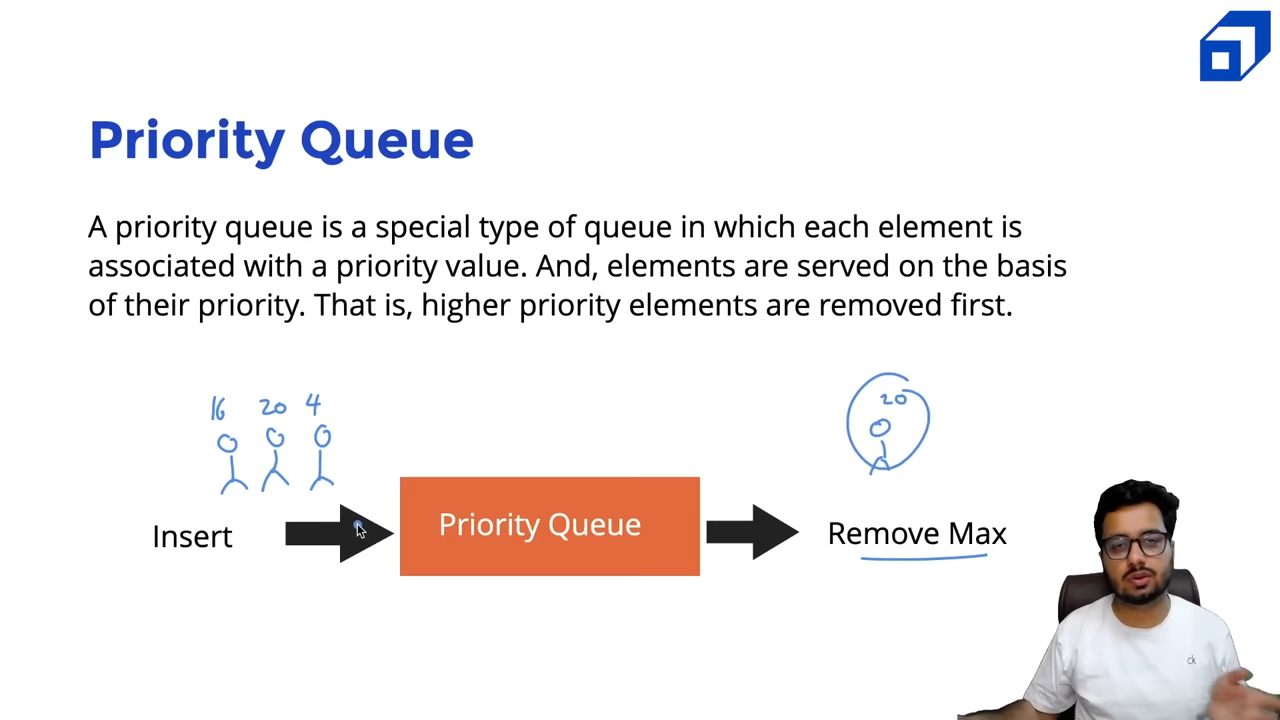 Priority Queue
A priority queue is a special type of queue in which each element is
associated with a priority value. And, elements are served on the basis
of their priority. That is, higher priority elements are removed first.
16 20 4
20
Insert
Priority Queue
Remove Max
ck